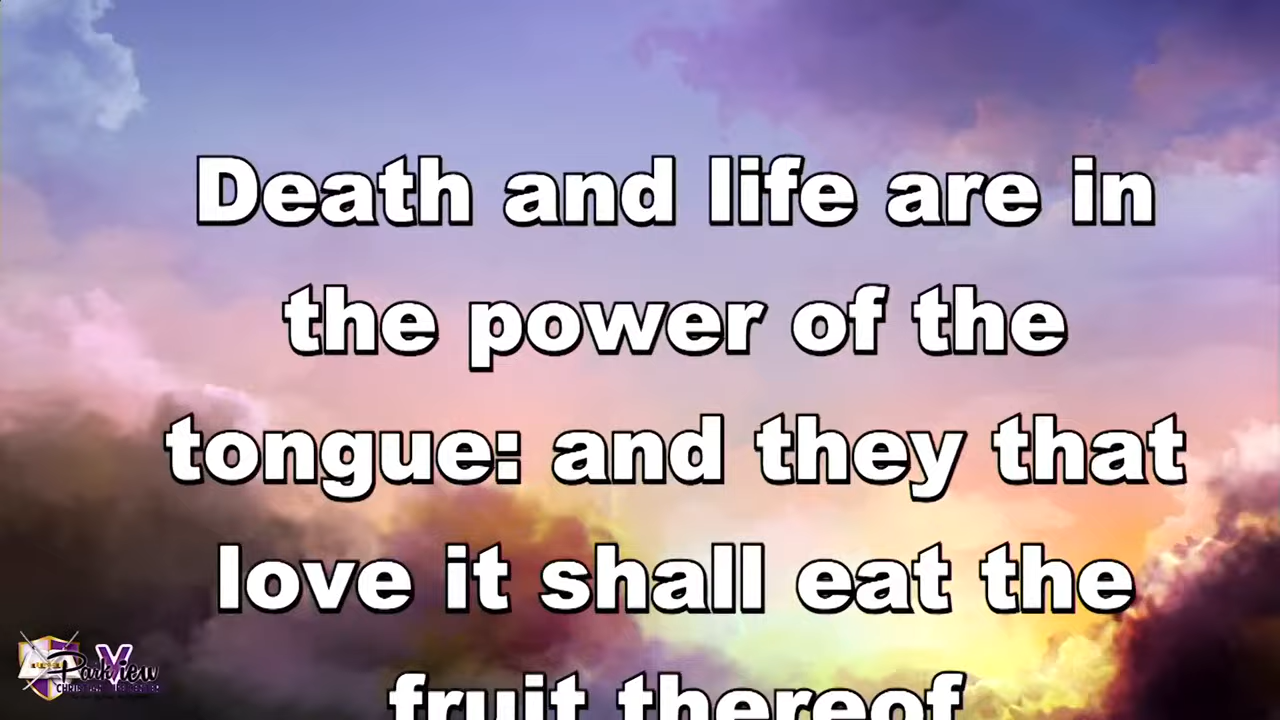 Death and life are in
the power of the
tongue: and they that
love it shall eat the
fruit thereof
Parkview